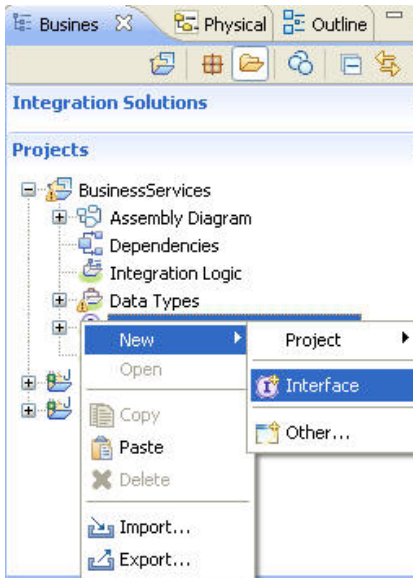 Busines Physical Outline
Integration Solutions
Projects
BusinessServices
Assembly Diagram
Dependencies
Integration Logic
Data Types
New Project
Open Interface
Copy Other...
Paste
Delete
Import...
Export...